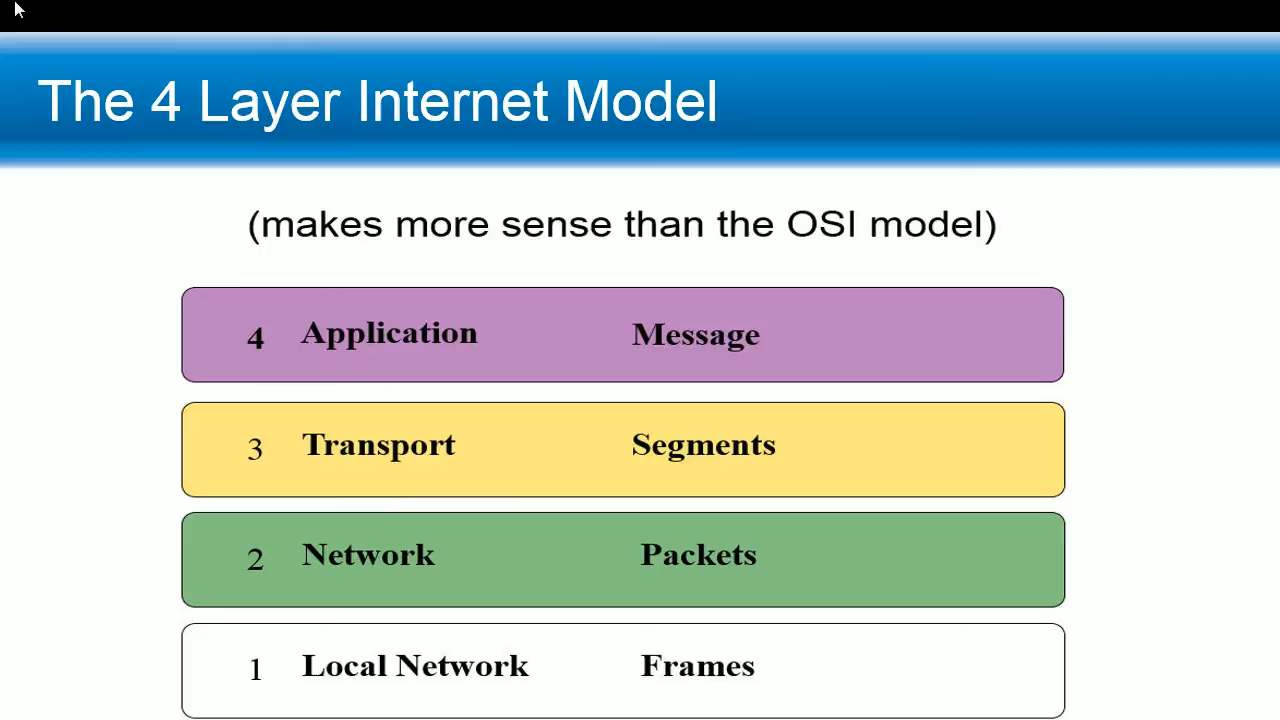 The 4 Layer Internet Model
(makes more sense than the OSI model)
4 Application Message
3 Transport Segments
2 Network Packets
1 Local Network Frames